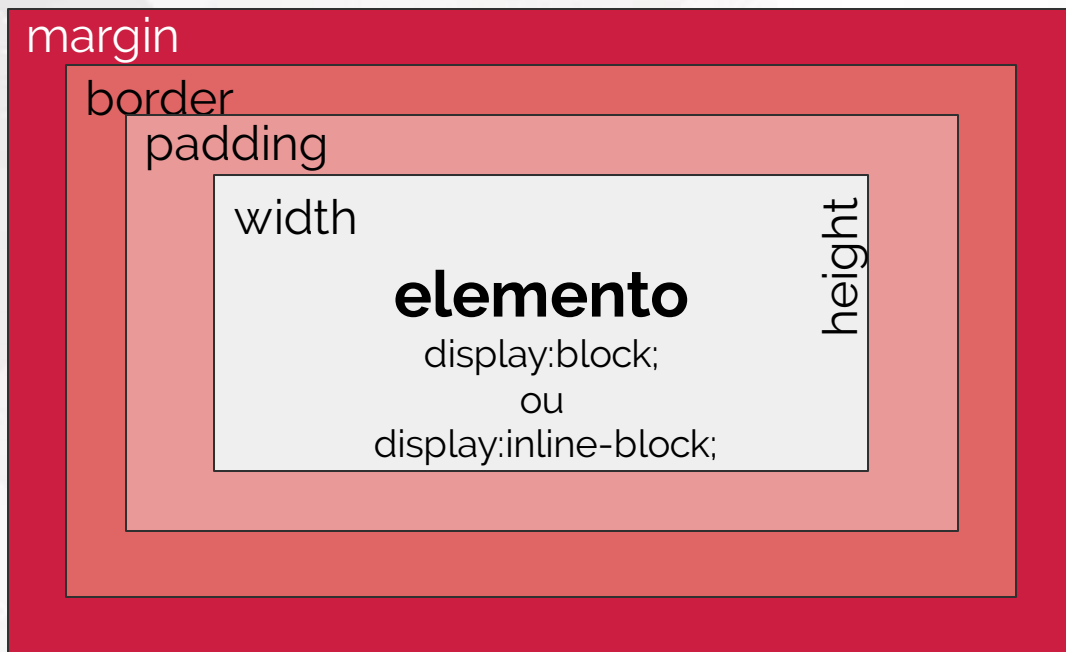 margin
border
padding
width
height
elemento
display:block;
ou
display:inline-block;